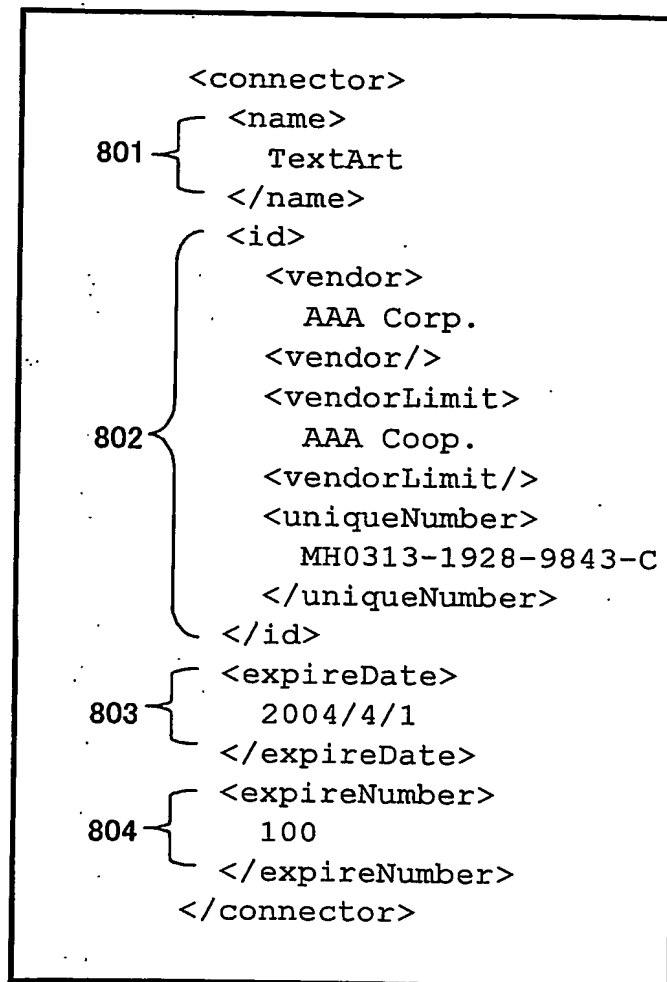 <connector>
<name>
801
TextArt
</name>
<id>
<vendor>
AAA Corp.
<vendor/>
<vendorLimit>
802
AAA Coop.
<vendorLimit/>
<uniqueNumber>
MH0313-1928-9843-C
</uniqueNumber>
</id>
<expireDate>
803
2004/4/1
</expireDate>
<expireNumber>
804
100
</expireNumber>
</connector>